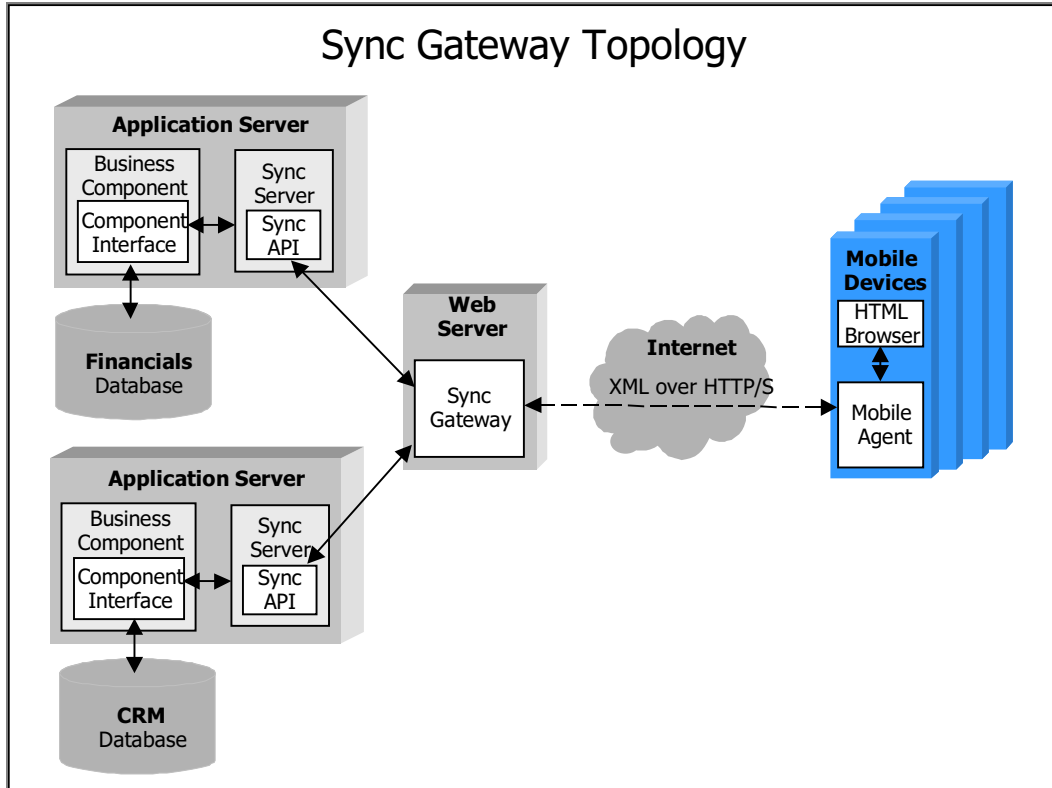 Sync Gateway Topology
Application Server
Business
Component
Component
Interface
Sync
Server
Sync
API
Financials
Database
Application Server
Business
Component
Component
Interface
Sync
Server
Sync
API
CRM
Database
Web
Server
Sync
Gateway
Internet
XML over HTTP/S
Mobile
Devices
HTML
Browser
Mobile
Agent